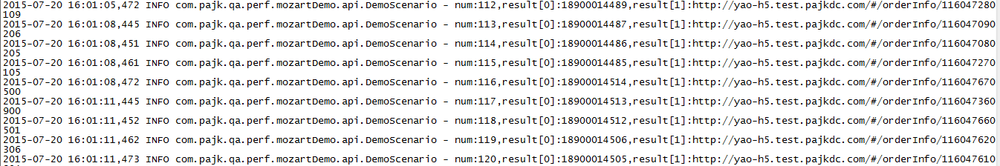 2015-07-20 16:01:05,472 INFO com.pajk.qa.perf.mozartDemo.api.DemoScenario - num:112,result[0]:18900014489,result[1]:http://yao-h5.test.pajkdc.com/#/orderInfo/116047280
109
2015-07-20 16:01:08,445 INFO com.pajk.qa.perf.mozartDemo.api.DemoScenario - num:113,result[0]:18900014487,result[1]:http://yao-h5.test.pajkdc.com/#/orderInfo/116047090
206
2015-07-20 16:01:08,451 INFO com.pajk.qa.perf.mozartDemo.api.DemoScenario - num:114,result[0]:18900014486,result[1]:http://yao-h5.test.pajkdc.com/#/orderInfo/116047080
205
2015-07-20 16:01:08,461 INFO com.pajk.qa.perf.mozartDemo.api.DemoScenario - num:115,result[0]:18900014485,result[1]:http://yao-h5.test.pajkdc.com/#/orderInfo/116047270
105
2015-07-20 16:01:08,472 INFO com.pajk.qa.perf.mozartDemo.api.DemoScenario - num:116,result[0]:18900014514,result[1]:http://yao-h5.test.pajkdc.com/#/orderInfo/116047670
500
2015-07-20 16:01:11,445 INFO com.pajk.qa.perf.mozartDemo.api.DemoScenario - num:117,result[0]:18900014513,result[1]:http://yao-h5.test.pajkdc.com/#/orderInfo/116047360
900
2015-07-20 16:01:11,452 INFO com.pajk.qa.perf.mozartDemo.api.DemoScenario - num:118,result[0]:18900014512,result[1]:http://yao-h5.test.pajkdc.com/#/orderInfo/116047660
501
2015-07-20 16:01:11,462 INFO com.pajk.qa.perf.mozartDemo.api.DemoScenario - num:119,result[0]:18900014506,result[1]:http://yao-h5.test.pajkdc.com/#/orderInfo/116047620
306
2015-07-20 16:01:11,473 INFO com.pajk.qa.perf.mozartDemo.api.DemoScenario - num:120,result[0]:18900014505,result[1]:http://yao-h5.test.pajkdc.com/#/orderInfo/116047610